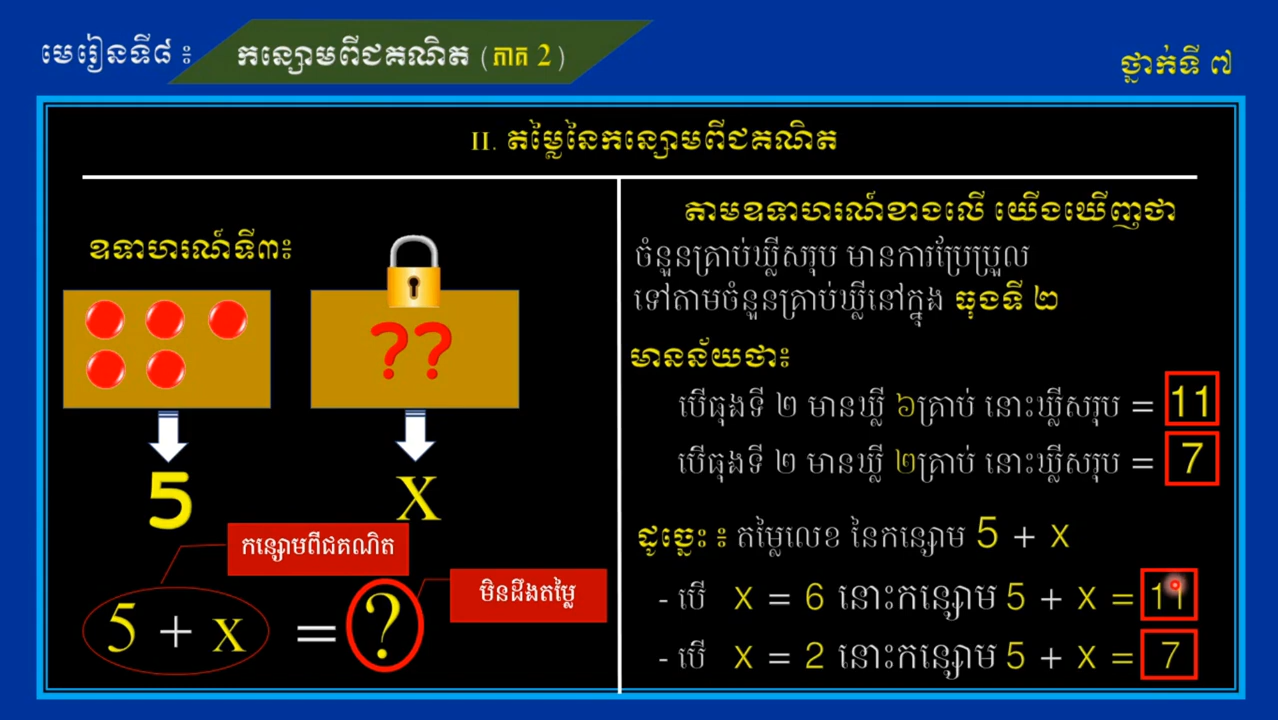 មេរៀនទី៨ ៖ កន្សោមពីជគណិត (ភាគ 2)
ថ្នាក់ទី ៧
II. តម្លៃនៃកន្សោមពីជគណិត
ឧទាហរណ៍ទី៣៖
??
5
X
កន្សោមពីជគណិត
មិនដឹងតម្លៃ
5 + x = ?
តាមឧទាហរណ៍ខាងលើ យើងឃើញថា
ចំនួនគ្រាប់ឃ្លីសរុប មានការប្រែប្រួល
ទៅតាមចំនួនគ្រាប់ឃ្លីនៅក្នុង ធុងទី ២
មានន័យថា៖
បើធុងទី ២ មានឃ្លី ៦គ្រាប់ នោះឃ្លីសរុប = 11
បើធុងទី ២ មានឃ្លី ២គ្រាប់ នោះឃ្លីសរុប = 7
ដូច្នេះ ៖ តម្លៃលេខ នៃកន្សោម 5 + x
- បើ x = 6 នោះកន្សោម 5 + x = 11
- បើ x = 2 នោះកន្សោម 5 + x = 7